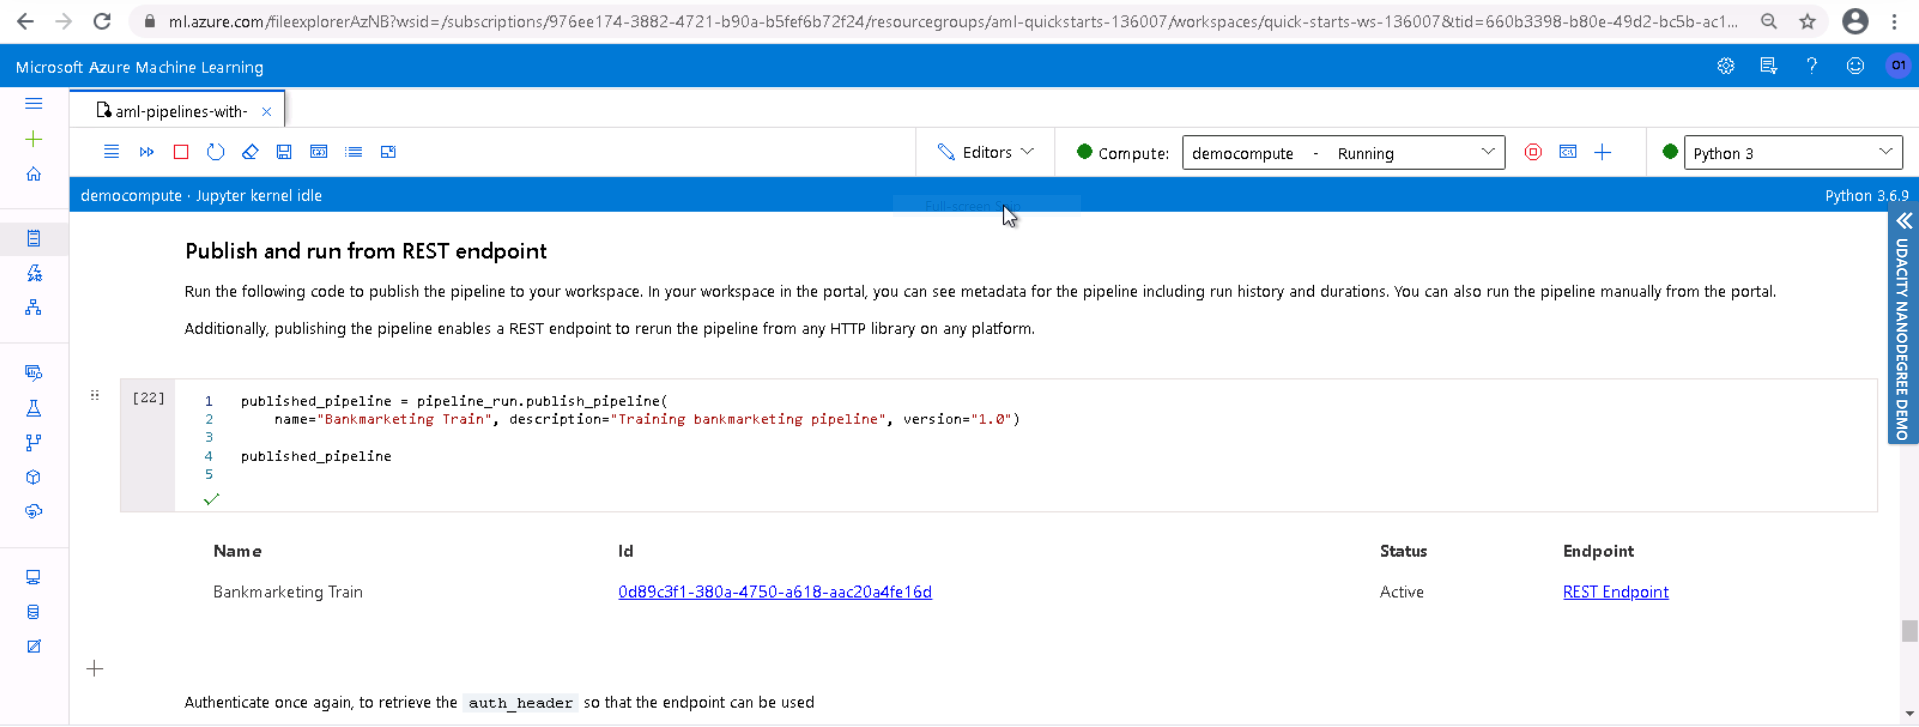 ml.azure.com/fileexplorerAzNB?wsid=/subscriptions/976ee174-3882-4721-b90a-b5fef6b72f24/resourcegroups/aml-quickstarts-136007/workspaces/quick-starts-ws-136007&tid=660b3398-b80e-49d2-bc5b-ac1...
Microsoft Azure Machine Learning
01
aml-pipelines-with-
Editors
Compute:
democompute - Running
Python 3
democompute · Jupyter kernel idle
Full-screen Snip
Python 3.6.9
UDACITY NANODEGREE DEMO
Publish and run from REST endpoint
Run the following code to publish the pipeline to your workspace. In your workspace in the portal, you can see metadata for the pipeline including run history and durations. You can also run the pipeline manually from the portal.
Additionally, publishing the pipeline enables a REST endpoint to rerun the pipeline from any HTTP library on any platform.
[22]
1 published_pipeline = pipeline_run.publish_pipeline(
2 name="Bankmarketing Train", description="Training bankmarketing pipeline", version="1.0")
3
4 published_pipeline
5
Name Id Status Endpoint
Bankmarketing Train 0d89c3f1-380a-4750-a618-aac20a4fe16d Active REST Endpoint
Authenticate once again, to retrieve the auth_header so that the endpoint can be used